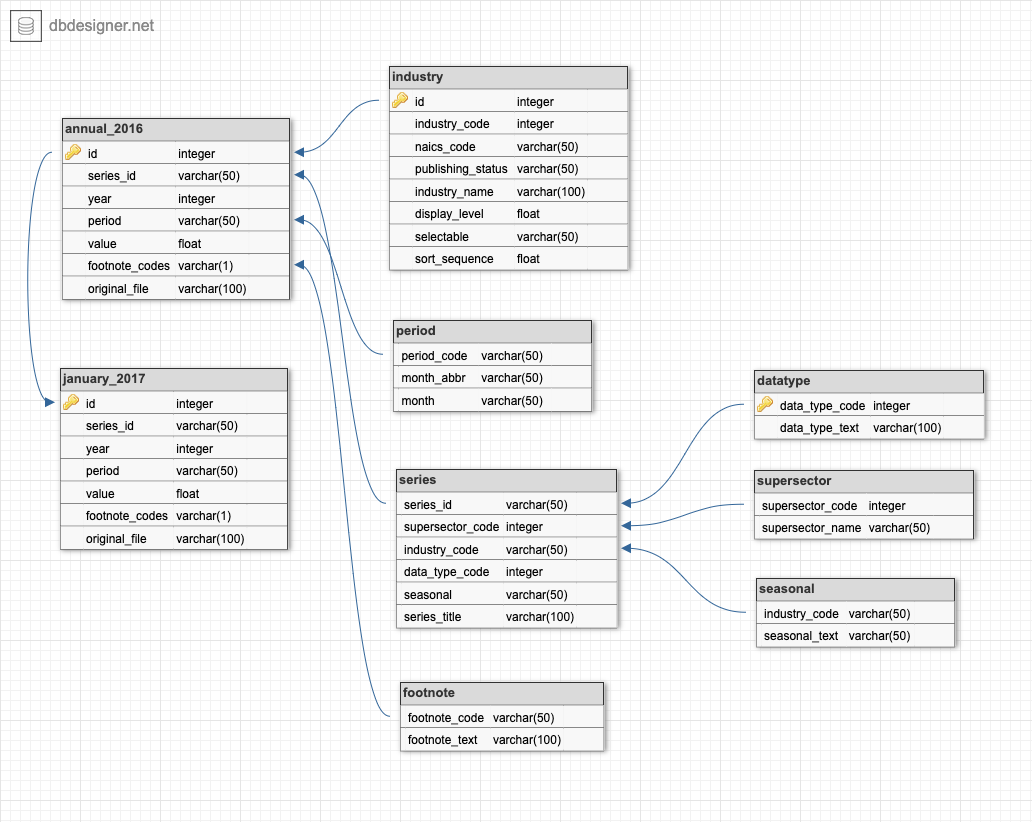 dbdesigner.net
industry
id integer
industry_code integer
naics_code varchar(50)
publishing_status varchar(50)
industry_name varchar(100)
display_level float
selectable varchar(50)
sort_sequence float
annual_2016
id integer
series_id varchar(50)
year integer
period varchar(50)
value float
footnote_codes varchar(1)
original_file varchar(100)
period
period_code varchar(50)
month_abbr varchar(50)
month varchar(50)
january_2017
id integer
series_id varchar(50)
year integer
period varchar(50)
value float
footnote_codes varchar(1)
original_file varchar(100)
datatype
data_type_code integer
data_type_text varchar(100)
series
series_id varchar(50)
supersector_code integer
industry_code varchar(50)
data_type_code integer
seasonal varchar(50)
series_title varchar(100)
supersector
supersector_code integer
supersector_name varchar(50)
seasonal
industry_code varchar(50)
seasonal_text varchar(50)
footnote
footnote_code varchar(50)
footnote_text varchar(100)